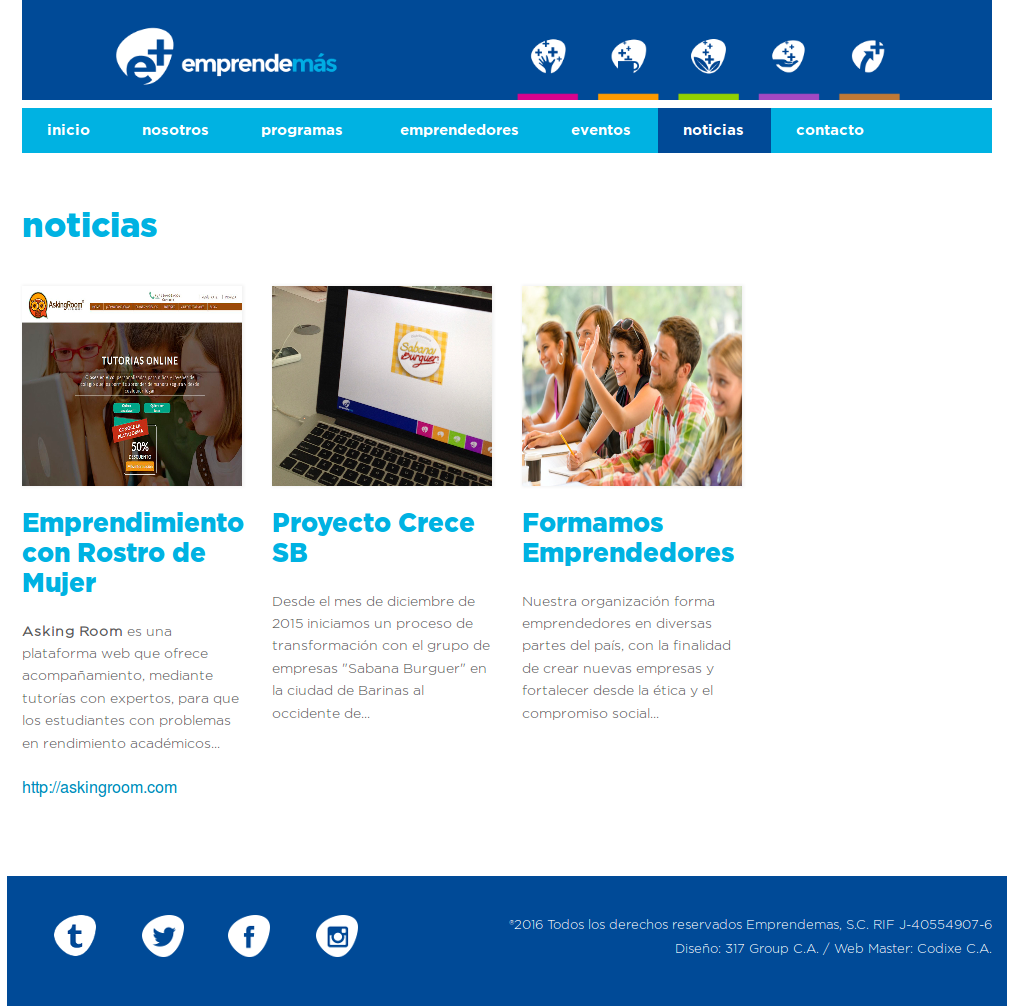 emprendemás
inicio nosotros programas emprendedores eventos noticias contacto
noticias
AskingRoom
TUTORIAS ONLINE
50%
DESCUENTO
Sabana
Burguer
Emprendimiento
con Rostro de
Mujer
Asking Room es una
plataforma web que ofrece
acompañamiento, mediante
tutorías con expertos, para que
los estudiantes con problemas
en rendimiento académicos...
http://askingroom.com
Proyecto Crece
SB
Desde el mes de diciembre de
2015 iniciamos un proceso de
transformación con el grupo de
empresas "Sabana Burguer" en
la ciudad de Barinas al
occidente de...
Formamos
Emprendedores
Nuestra organización forma
emprendedores en diversas
partes del país, con la finalidad
de crear nuevas empresas y
fortalecer desde la ética y el
compromiso social...
®2016 Todos los derechos reservados Emprendemas, S.C. RIF J-40554907-6
Diseño: 317 Group C.A. / Web Master: Codixe C.A.